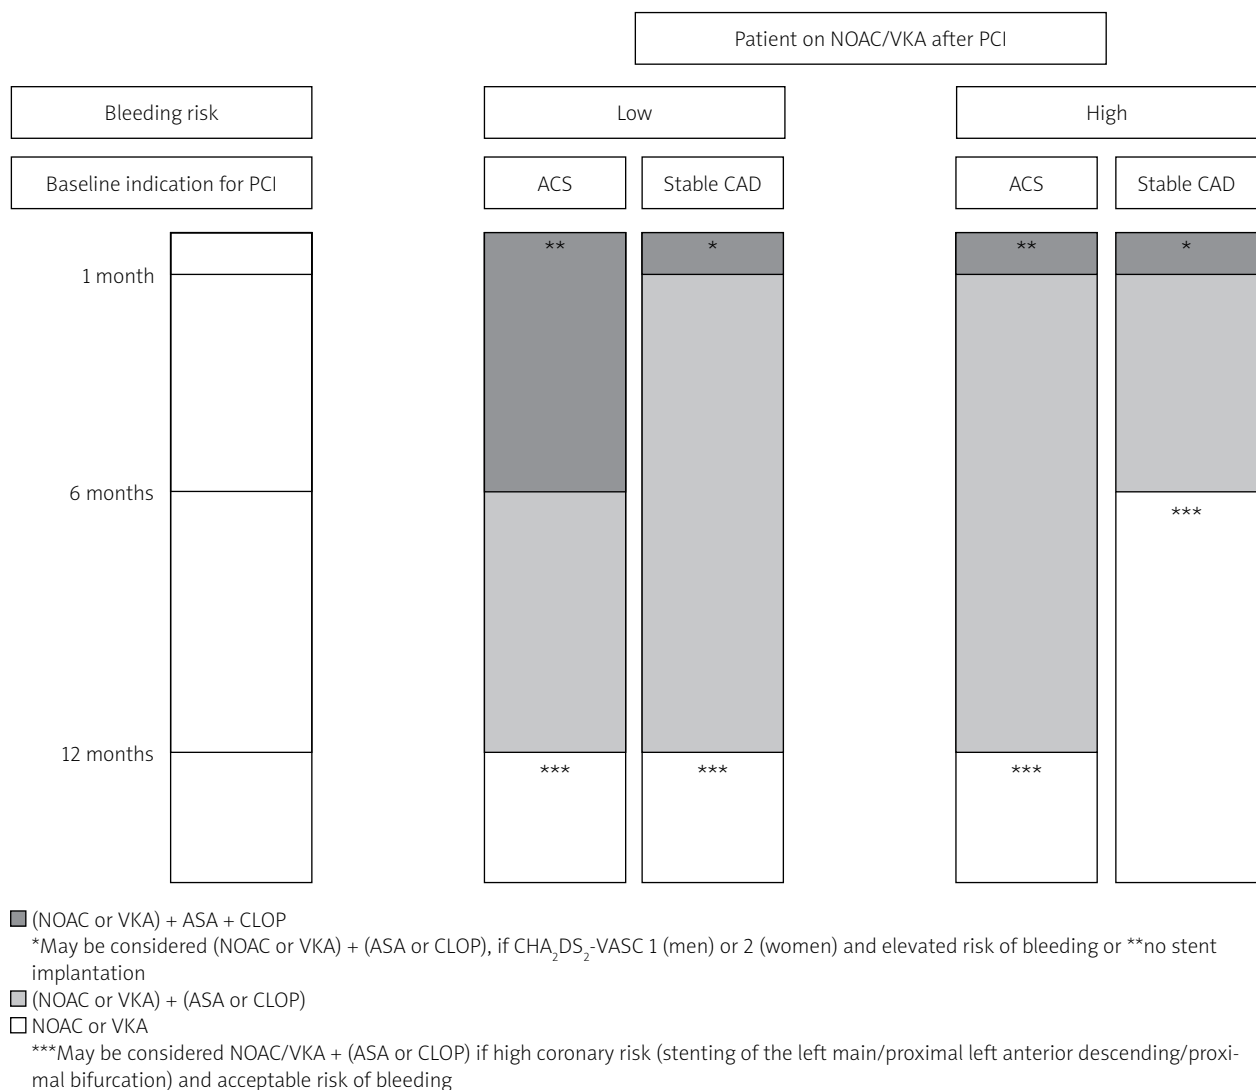 Patient on NOAC/VKA after PCI
Bleeding risk
Low
High
Baseline indication for PCI
ACS
Stable CAD
ACS
Stable CAD
**
*
**
*
1 month
6 months
***
12 months
***
***
***
(NOAC or VKA) + ASA + CLOP
*May be considered (NOAC or VKA) + (ASA or CLOP), if CHA₂DS₂-VASC 1 (men) or 2 (women) and elevated risk of bleeding or **no stent
implantation
(NOAC or VKA) + (ASA or CLOP)
NOAC or VKA
***May be considered NOAC/VKA + (ASA or CLOP) if high coronary risk (stenting of the left main/proximal left anterior descending/proxi-
mal bifurcation) and acceptable risk of bleeding